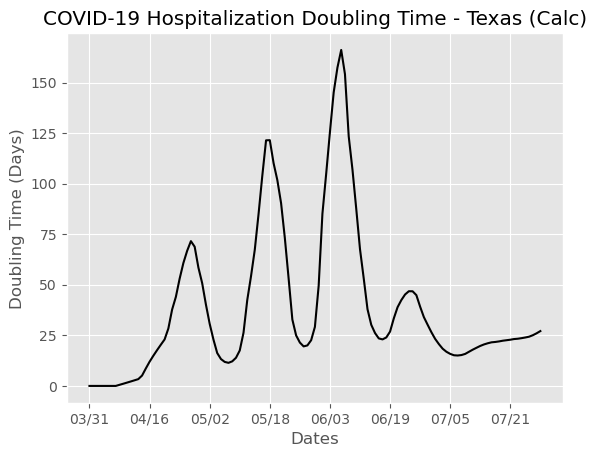 COVID-19 Hospitalization Doubling Time - Texas (Calc)
Doubling Time (Days)
150
125
100
75
50
25
0
03/31 04/16 05/02 05/18 06/03 06/19 07/05 07/21
Dates